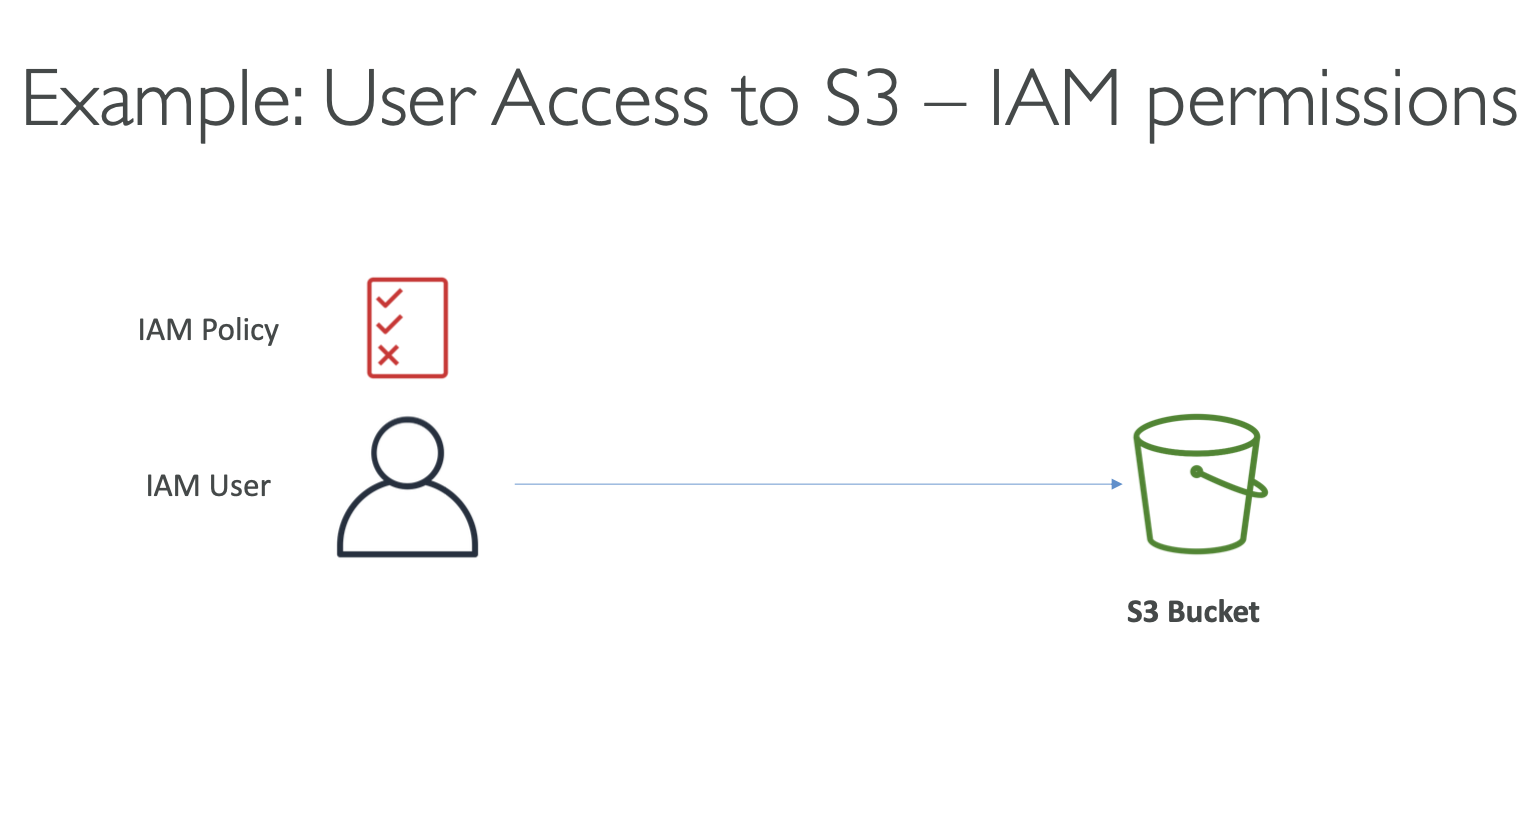 Example: User Access to S3 – IAM permissions
IAM Policy
IAM User
S3 Bucket